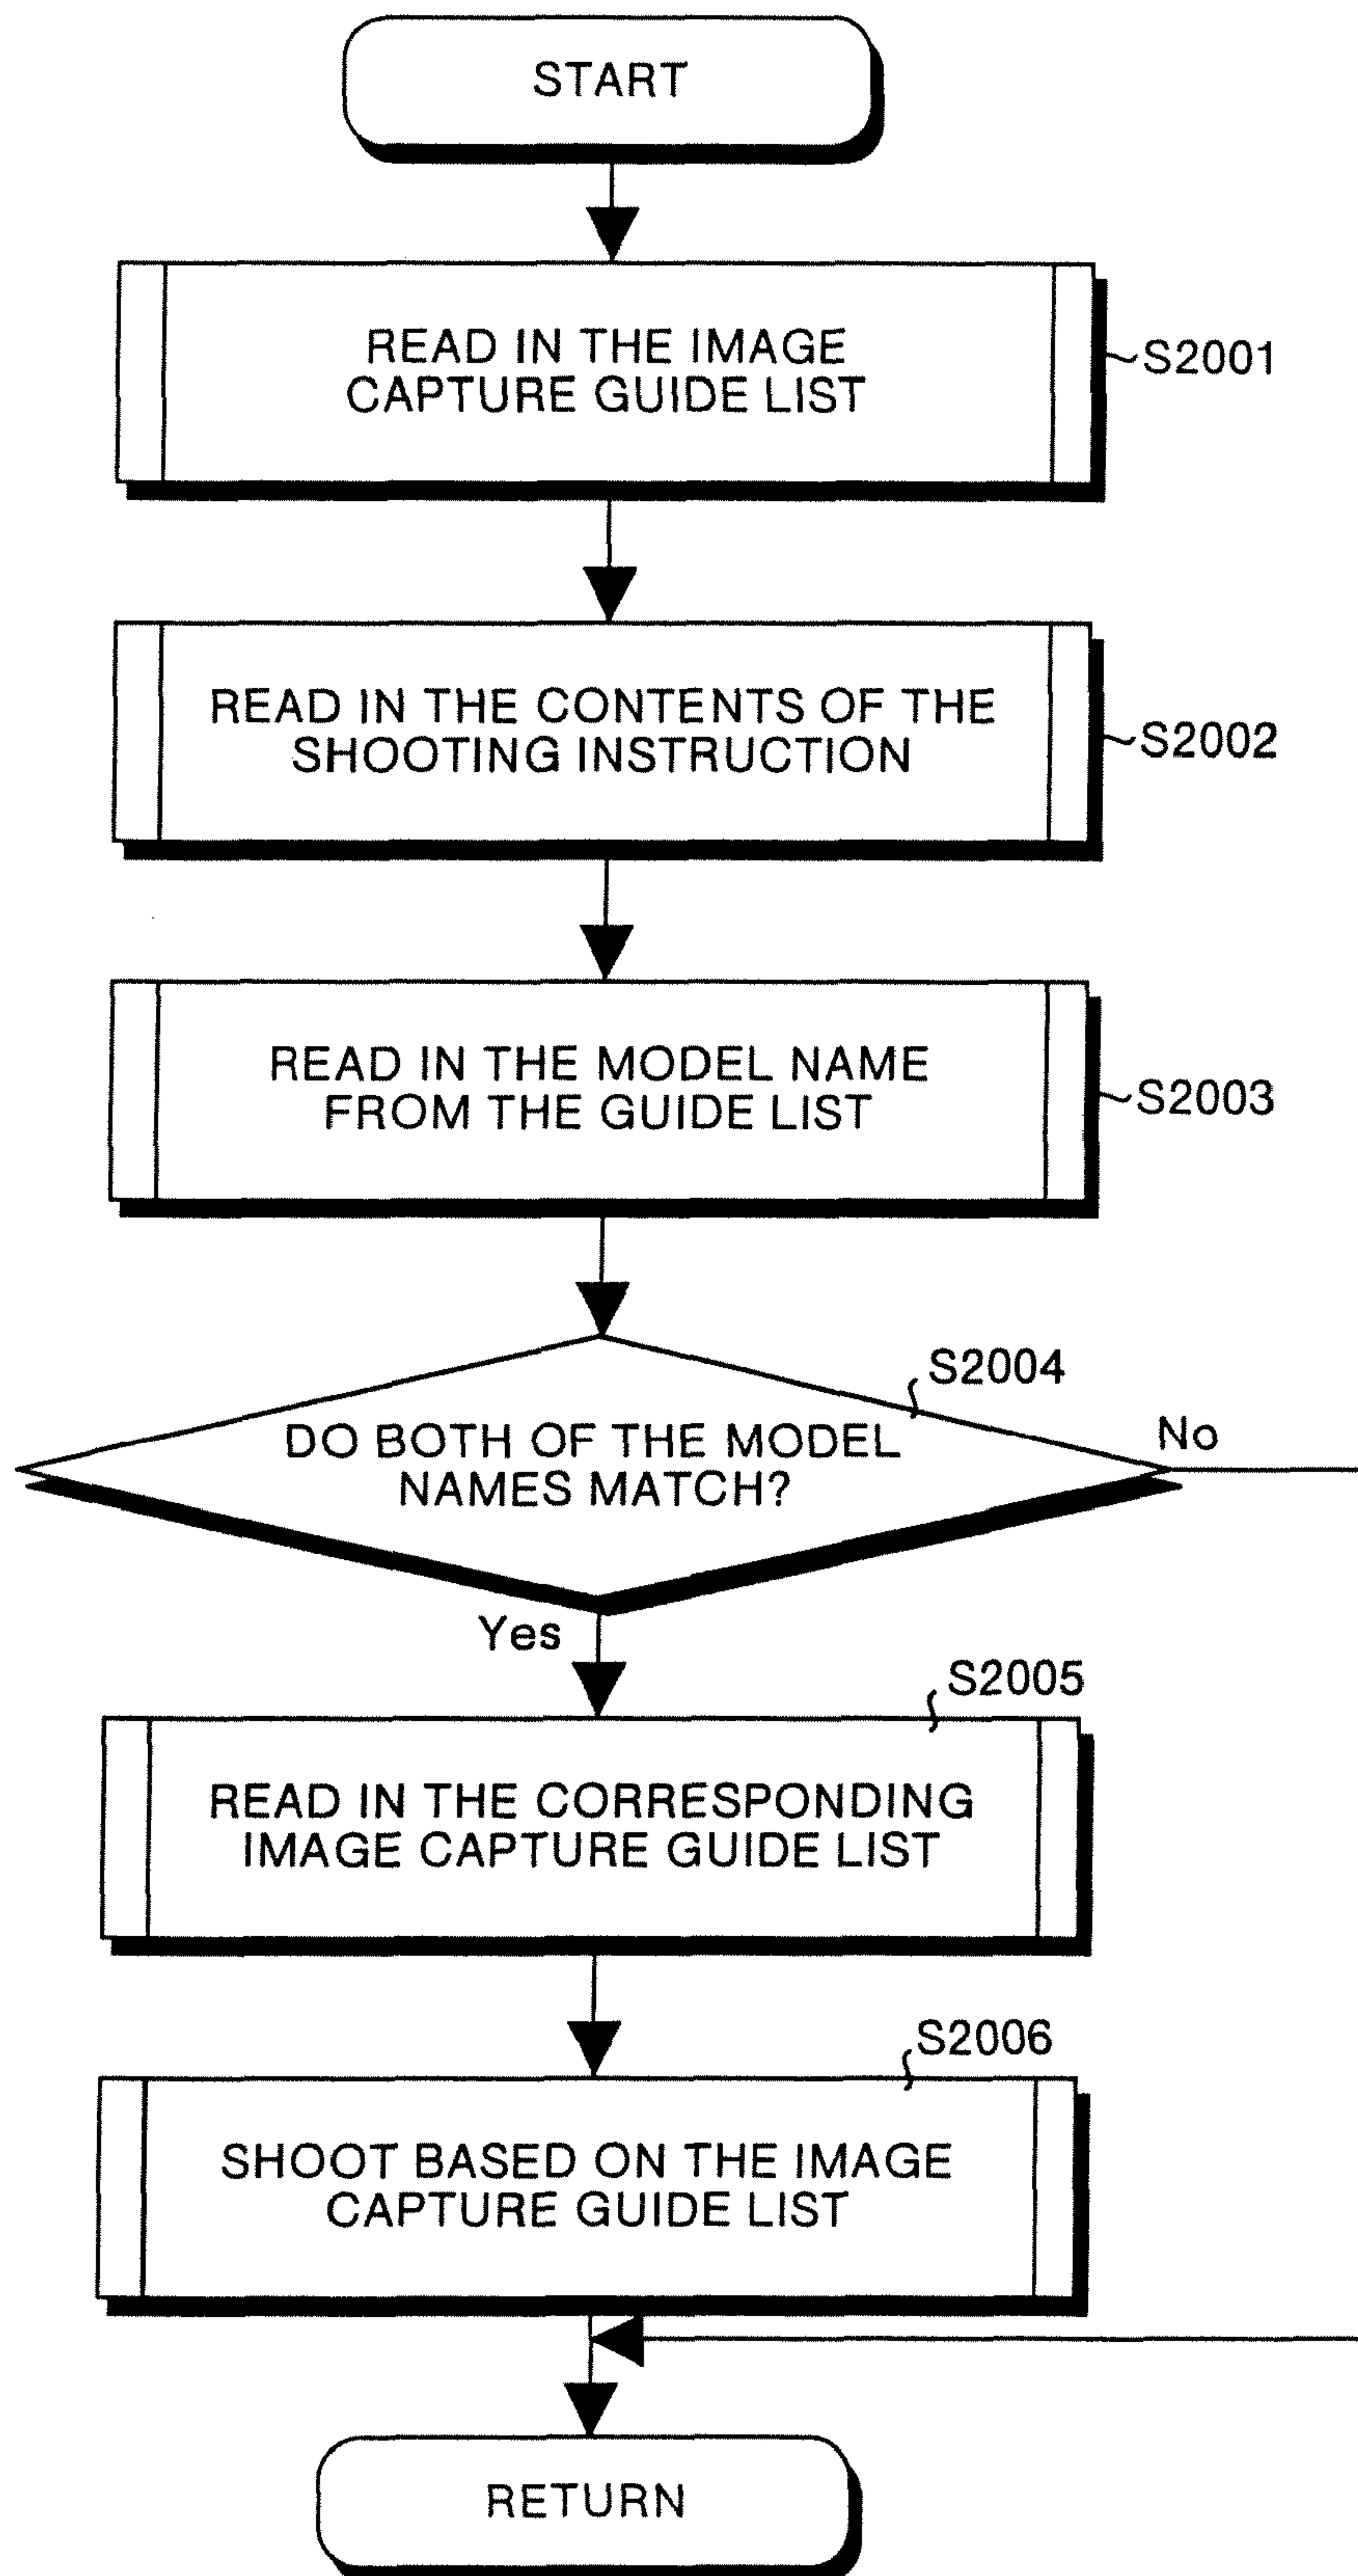 START
READ IN THE IMAGE
CAPTURE GUIDE LIST
S2001
READ IN THE CONTENTS OF THE
SHOOTING INSTRUCTION
S2002
READ IN THE MODEL NAME
FROM THE GUIDE LIST
S2003
S2004
DO BOTH OF THE MODEL
NAMES MATCH?
No
Yes
S2005
READ IN THE CORRESPONDING
IMAGE CAPTURE GUIDE LIST
S2006
SHOOT BASED ON THE IMAGE
CAPTURE GUIDE LIST
RETURN